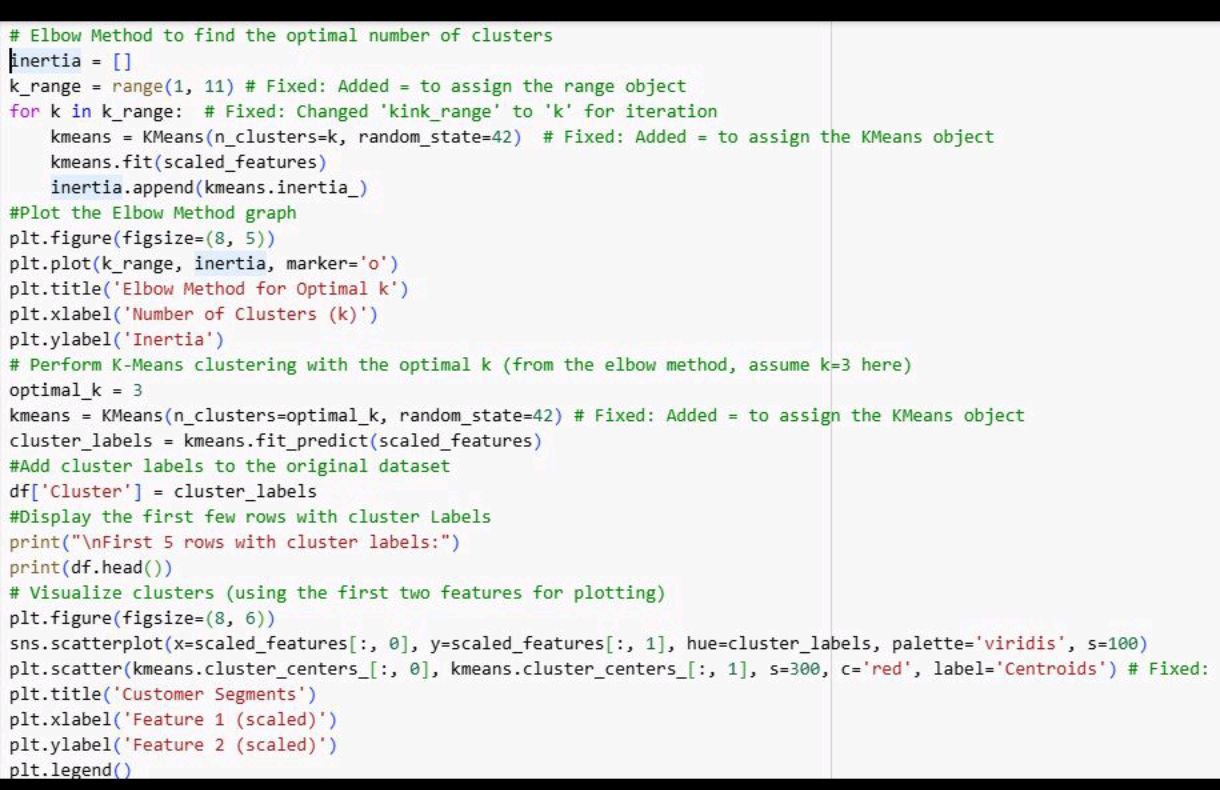 # Elbow Method to find the optimal number of clusters
inertia = []
k_range = range(1, 11) # Fixed: Added = to assign the range object
for k in k_range:  # Fixed: Changed 'kink_range' to 'k' for iteration
    kmeans = KMeans(n_clusters=k, random_state=42)  # Fixed: Added = to assign the KMeans object
    kmeans.fit(scaled_features)
    inertia.append(kmeans.inertia_)
#Plot the Elbow Method graph
plt.figure(figsize=(8, 5))
plt.plot(k_range, inertia, marker='o')
plt.title('Elbow Method for Optimal k')
plt.xlabel('Number of Clusters (k)')
plt.ylabel('Inertia')
# Perform K-Means clustering with the optimal k (from the elbow method, assume k=3 here)
optimal_k = 3
kmeans = KMeans(n_clusters=optimal_k, random_state=42) # Fixed: Added = to assign the KMeans object
cluster_labels = kmeans.fit_predict(scaled_features)
#Add cluster labels to the original dataset
df['Cluster'] = cluster_labels
#Display the first few rows with cluster Labels
print("\nFirst 5 rows with cluster labels:")
print(df.head())
# Visualize clusters (using the first two features for plotting)
plt.figure(figsize=(8, 6))
sns.scatterplot(x=scaled_features[:, 0], y=scaled_features[:, 1], hue=cluster_labels, palette='viridis', s=100)
plt.scatter(kmeans.cluster_centers_[:, 0], kmeans.cluster_centers_[:, 1], s=300, c='red', label='Centroids') # Fixed:
plt.title('Customer Segments')
plt.xlabel('Feature 1 (scaled)')
plt.ylabel('Feature 2 (scaled)')
plt.legend()